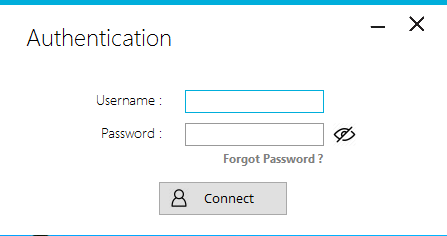 Authentication
Username :
Password :
Forgot Password ?
Connect